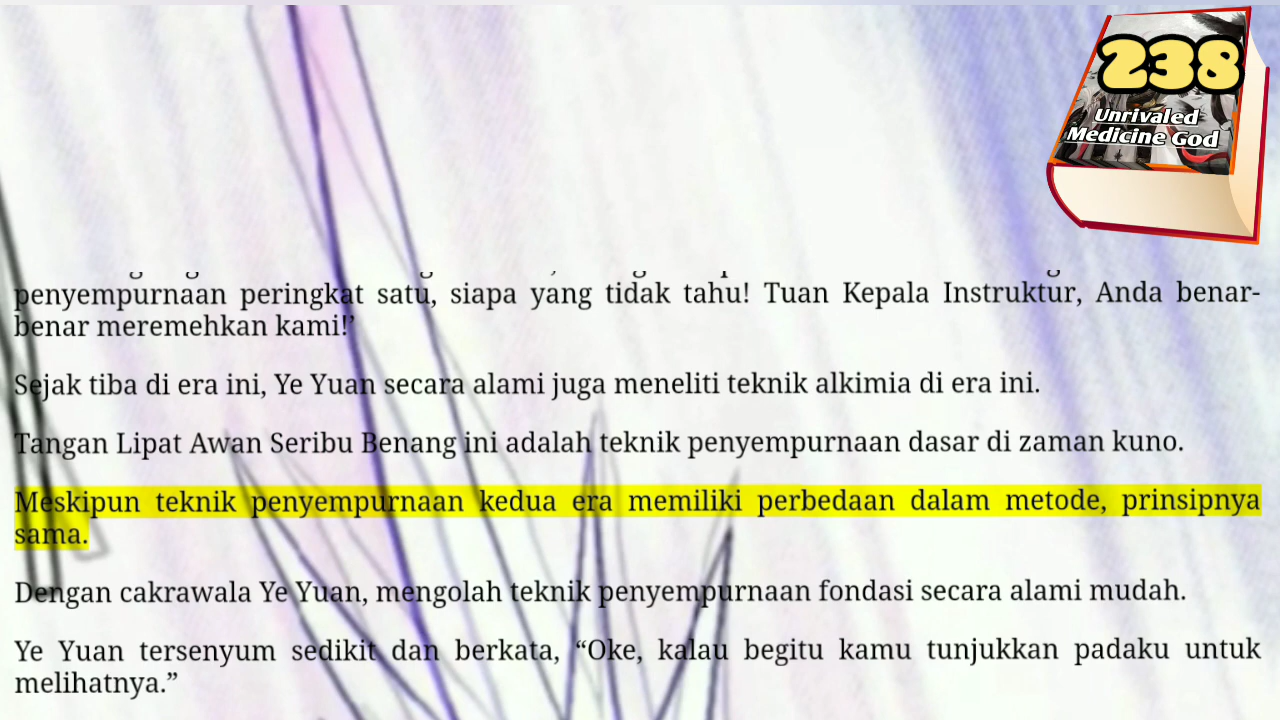 238
Unrivaled
Medicine God
penyempurnaan peringkat satu, siapa yang tidak tahu! Tuan Kepala Instruktur, Anda benar-
benar meremehkan kami!’
Sejak tiba di era ini, Ye Yuan secara alami juga meneliti teknik alkimia di era ini.
Tangan Lipat Awan Seribu Benang ini adalah teknik penyempurnaan dasar di zaman kuno.
Meskipun teknik penyempurnaan kedua era memiliki perbedaan dalam metode, prinsipnya
sama.
Dengan cakrawala Ye Yuan, mengolah teknik penyempurnaan fondasi secara alami mudah.
Ye Yuan tersenyum sedikit dan berkata, “Oke, kalau begitu kamu tunjukkan padaku untuk
melihatnya.”